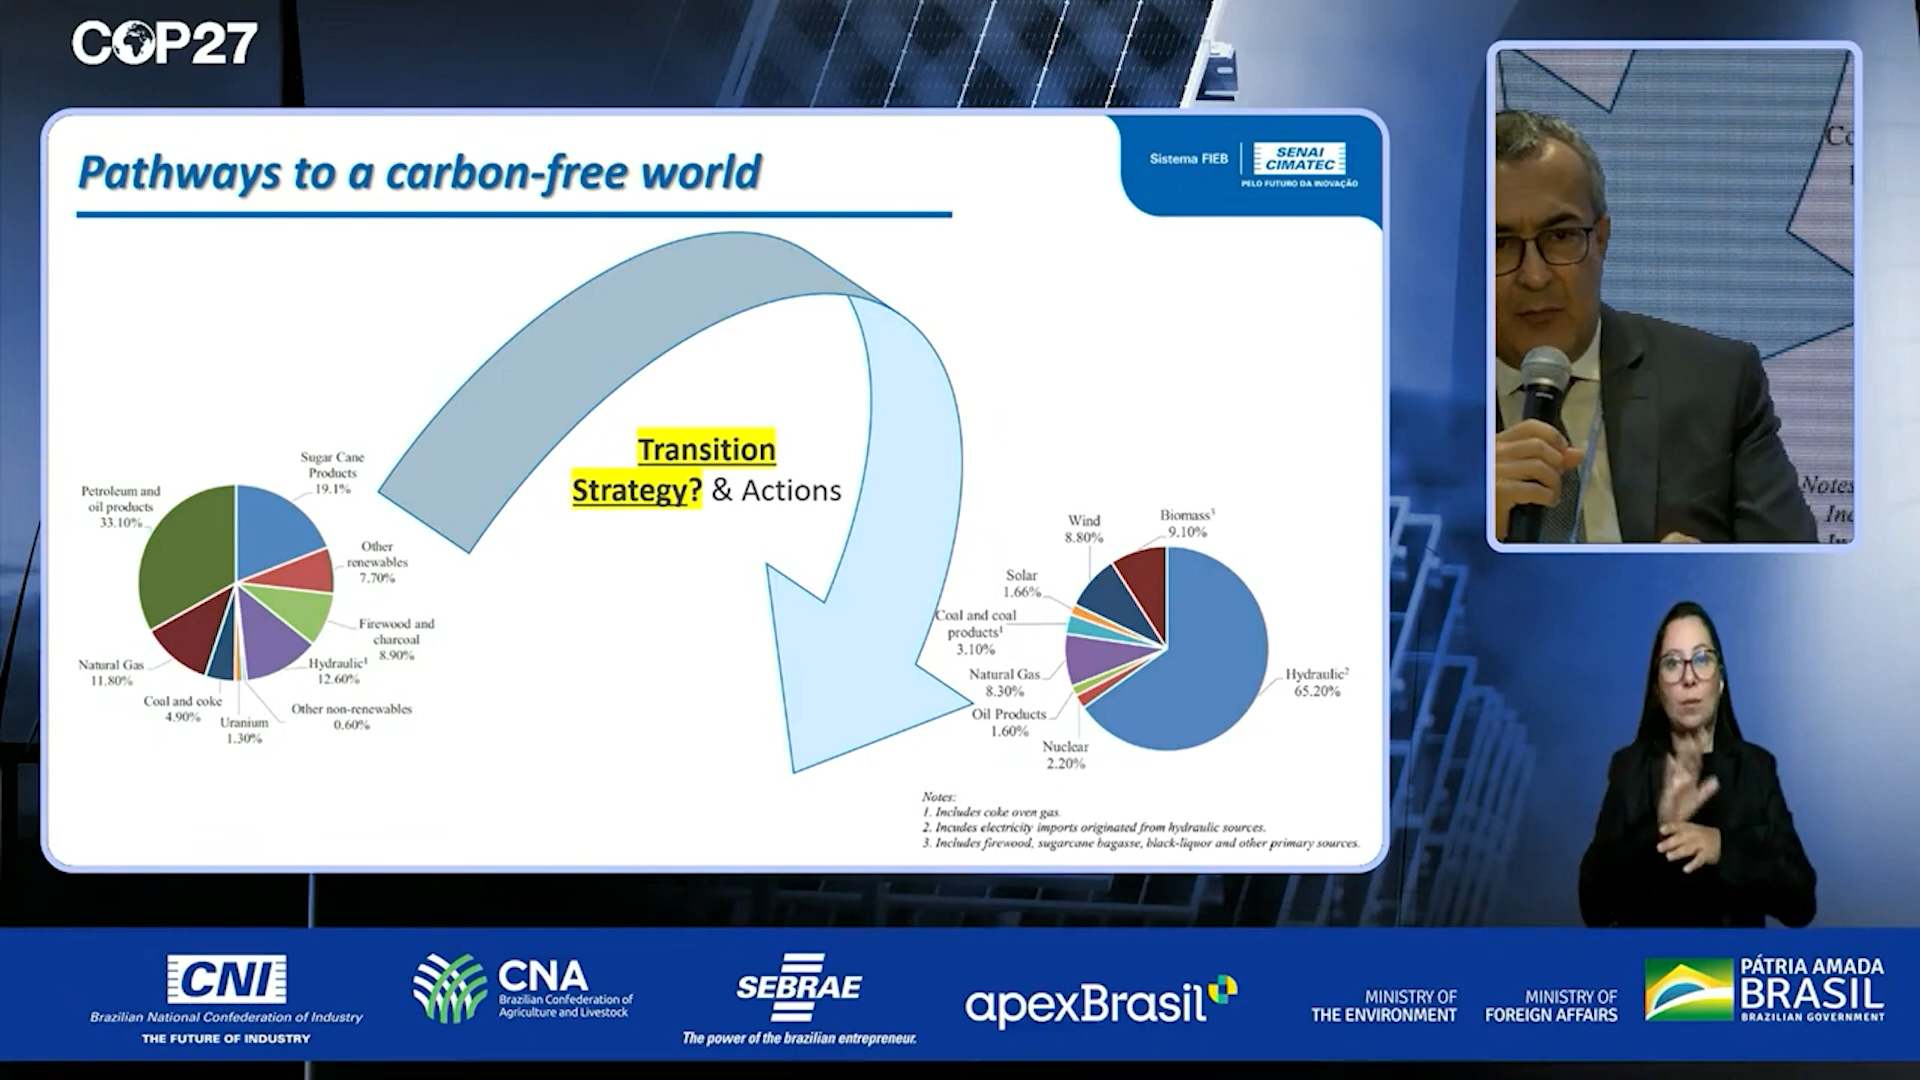 COP27
Pathways to a carbon-free world
Sistema FIEB
SENAI
CIMATEC
PELO FUTURO DA INOVAÇÃO
Transition
Strategy? & Actions
Sugar Cane
Products
19.1%
Petroleum and
oil products
33.10%
Other
renewables
7.70%
Firewood and
charcoal
8.90%
Hydraulic¹
12.60%
Natural Gas
11.80%
Coal and coke
4.90%
Uranium
1.30%
Other non-renewables
0.60%
Wind
8.80%
Biomass³
9.10%
Solar
1.66%
Coal and coal
products¹
3.10%
Natural Gas
8.30%
Oil Products
1.60%
Nuclear
2.20%
Hydraulic²
65.20%
Notes:
1. Includes coke oven gas.
2. Incudes electricity imports originated from hydraulic sources.
3. Includes firewood, sugarcane bagasse, black-liquor and other primary sources.
Notes
CNI
Brazilian National Confederation of Industry
THE FUTURE OF INDUSTRY
CNA
Brazilian Confederation of
Agriculture and Livestock
SEBRAE
The power of the brazilian entrepreneur.
apexBrasil
MINISTRY OF
THE ENVIRONMENT
MINISTRY OF
FOREIGN AFFAIRS
PÁTRIA AMADA
BRASIL
BRAZILIAN GOVERNMENT